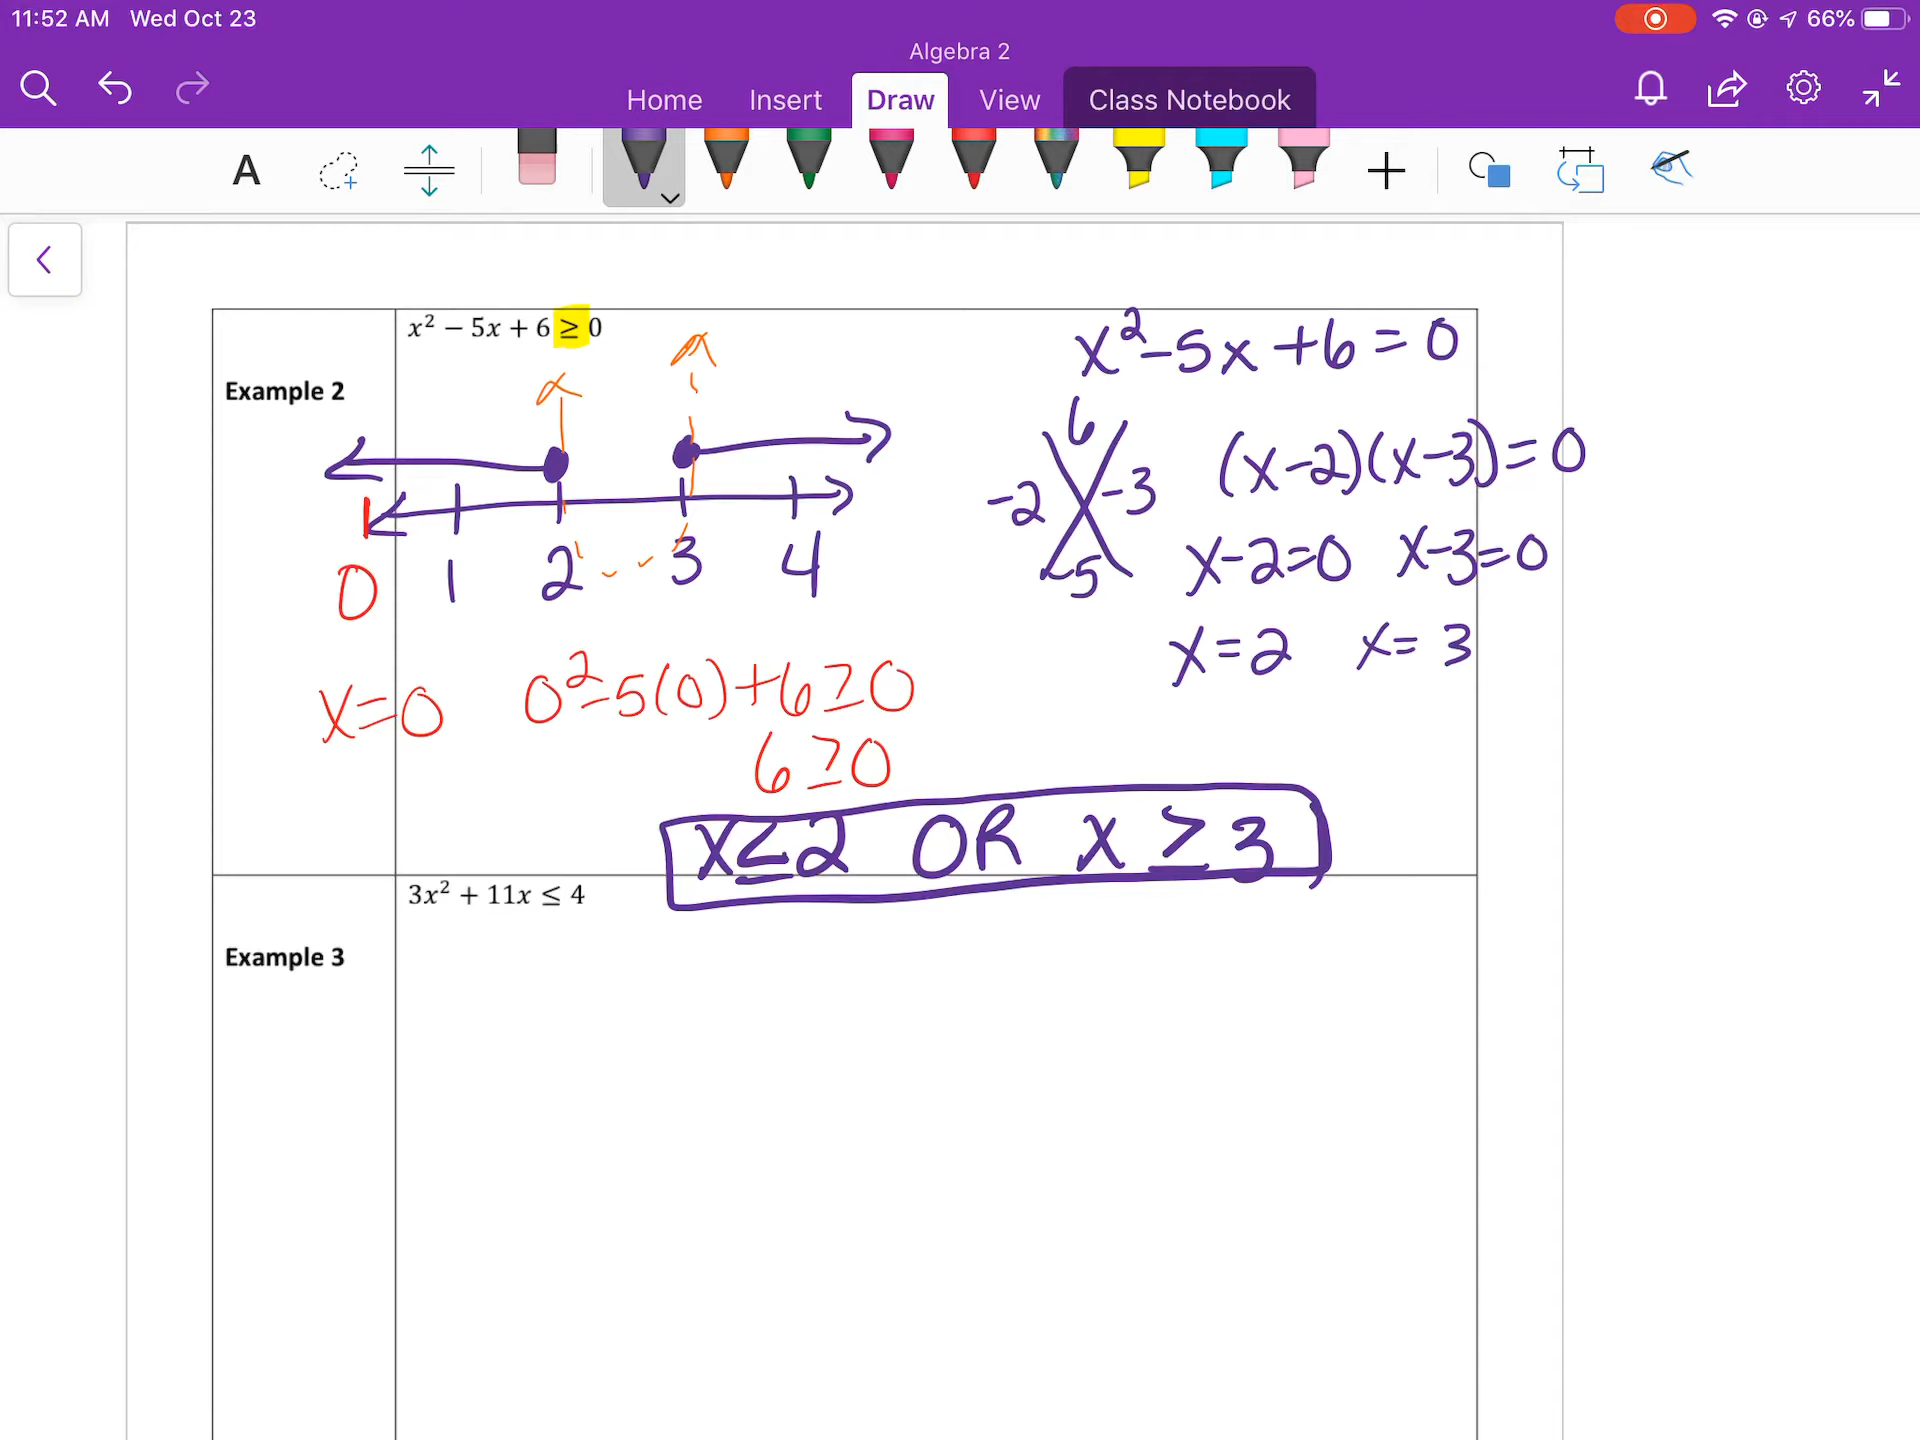 11:52 AM Wed Oct 23
66%
Algebra 2
Home Insert Draw View Class Notebook
A
x² − 5x + 6 ≥ 0
Example 2
x² - 5x + 6 = 0
6
-2 -3
-5
(x-2)(x-3) = 0
x-2=0 x-3=0
x=2 x=3
0 1 2 3 4
x=0 0²-5(0)+6≥0
6≥0
x≤2 OR x≥3
3x² + 11x ≤ 4
Example 3